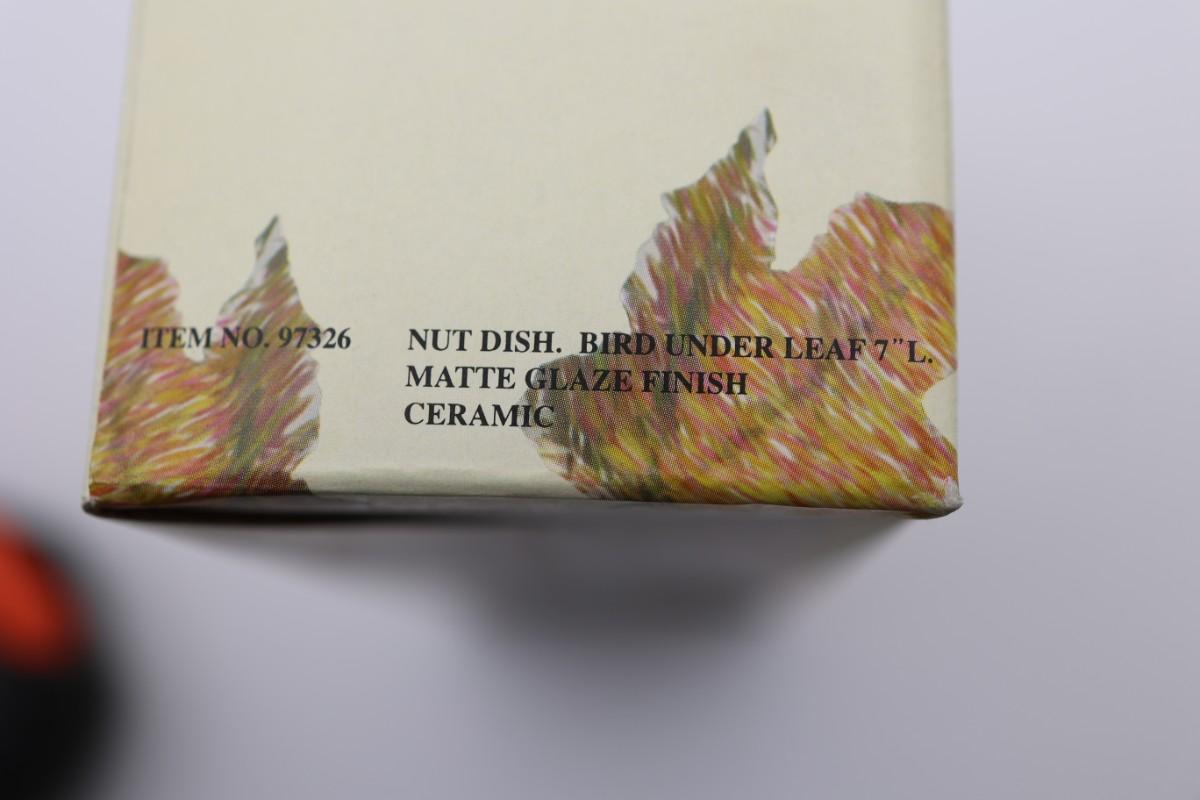 ITEM NO. 97326 NUT DISH. BIRD UNDER LEAF 7"L.
MATTE GLAZE FINISH
CERAMIC